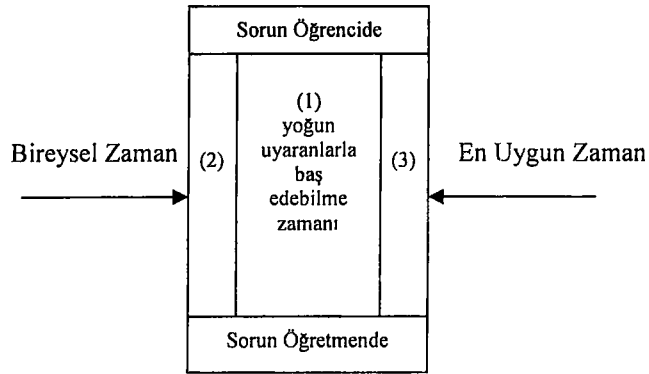 Sorun Öğrencide
Bireysel Zaman
(2)
(1)
yoğun
uyaranlarla
baş
edebilme
zamanı
(3)
En Uygun Zaman
Sorun Öğretmende